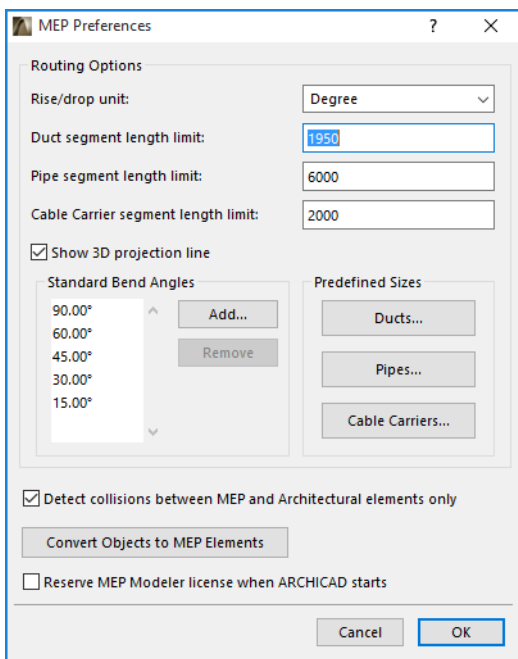 MEP Preferences
Routing Options
Rise/drop unit: Degree
Duct segment length limit: 1950
Pipe segment length limit: 6000
Cable Carrier segment length limit: 2000
Show 3D projection line
Standard Bend Angles
90.00°
60.00°
45.00°
30.00°
15.00°
Add...
Remove
Predefined Sizes
Ducts...
Pipes...
Cable Carriers...
Detect collisions between MEP and Architectural elements only
Convert Objects to MEP Elements
Reserve MEP Modeler license when ARCHICAD starts
Cancel OK